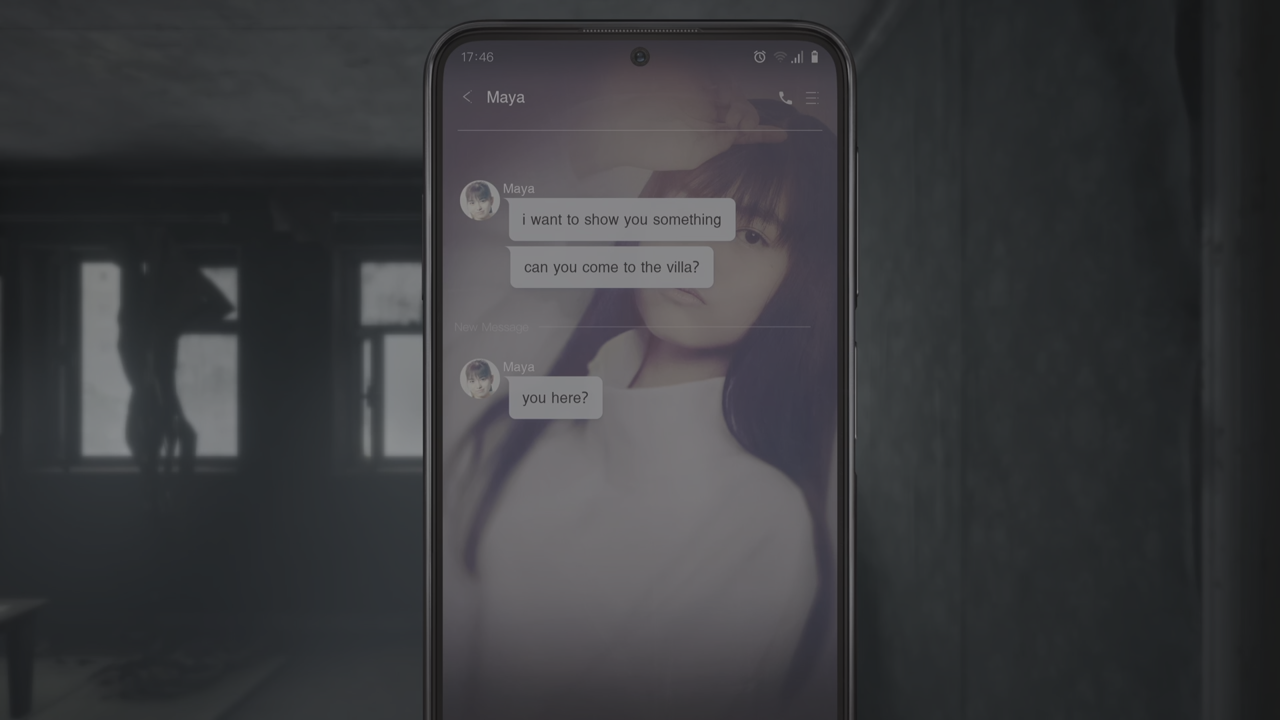 17:46
Maya
Maya
i want to show you something
can you come to the villa?
New Message
Maya
you here?